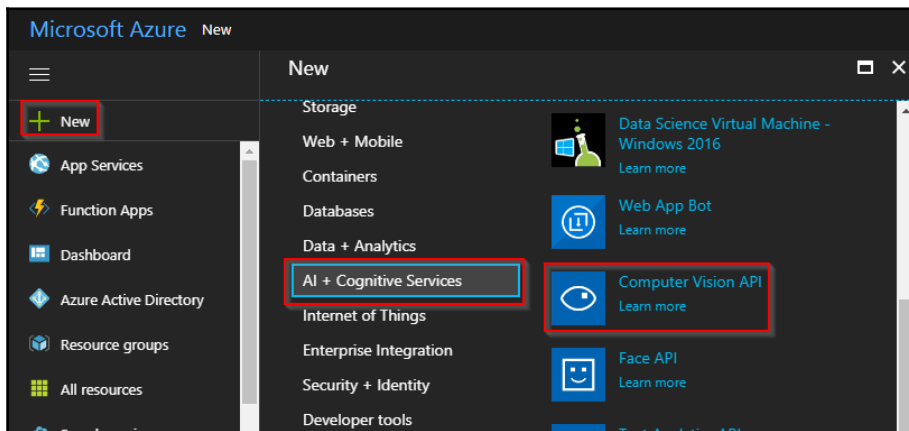 Microsoft Azure New
New
App Services
Function Apps
Dashboard
Azure Active Directory
Resource groups
All resources
New
Storage
Web + Mobile
Containers
Databases
Data + Analytics
AI + Cognitive Services
Internet of Things
Enterprise Integration
Security + Identity
Developer tools
Data Science Virtual Machine -
Windows 2016
Learn more
Web App Bot
Learn more
Computer Vision API
Learn more
Face API
Learn more